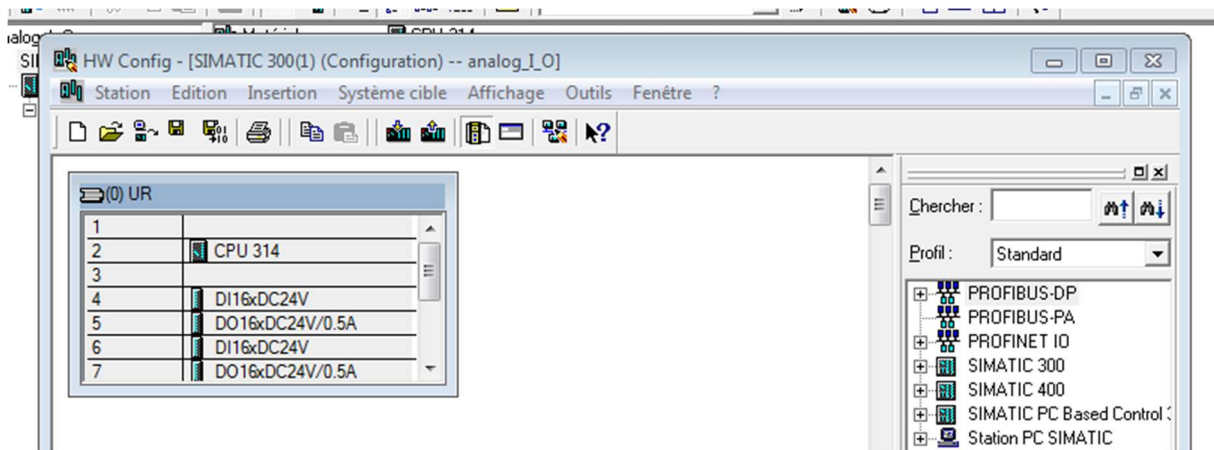 CPU 314
HW Config - [SIMATIC 300(1) (Configuration) -- analog_I_O]
Station Edition Insertion Système cible Affichage Outils Fenêtre ?
(0) UR
1
2 CPU 314
3
4 DI16xDC24V
5 DO16xDC24V/0.5A
6 DI16xDC24V
7 DO16xDC24V/0.5A
Chercher :
Profil : Standard
PROFIBUS-DP
PROFIBUS-PA
PROFINET IO
SIMATIC 300
SIMATIC 400
SIMATIC PC Based Control
Station PC SIMATIC